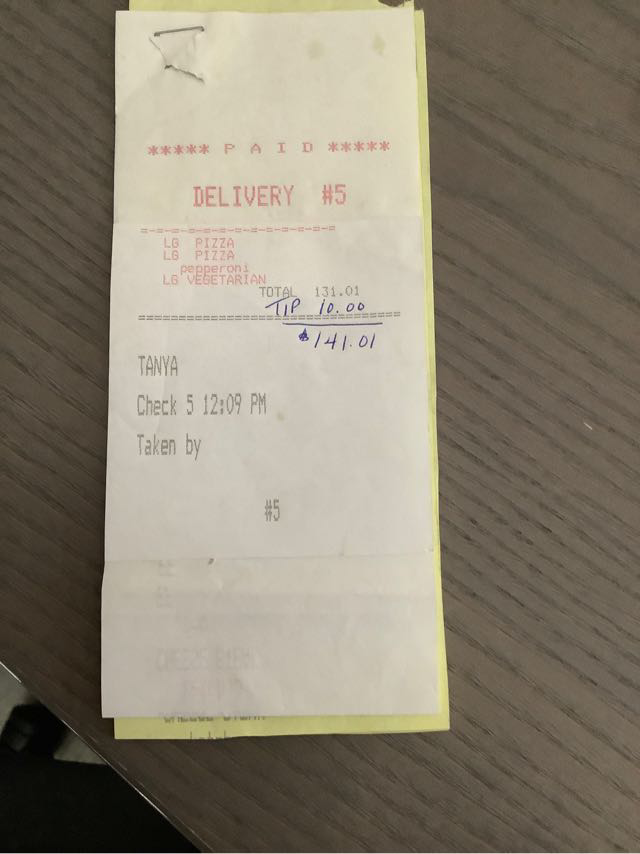 ***** P A I D *****
DELIVERY #5
=-=-=-=-=-=-=-=-=-=-=-=-=
LG PIZZA
LG PIZZA
pepperoni
LG VEGETARIAN
TOTAL 131.01
TIP 10.00
====================================
$141.01
TANYA
Check 5 12:09 PM
Taken by
#5